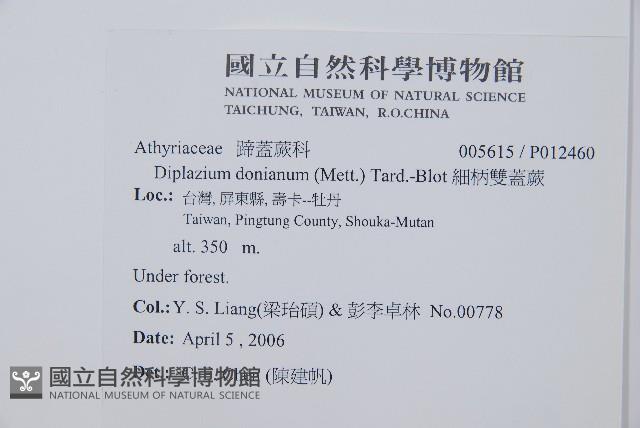 國立自然科學博物館
NATIONAL MUSEUM OF NATURAL SCIENCE
TAICHUNG, TAIWAN, R.O.CHINA
Athyriaceae 蹄蓋蕨科 005615 / P012460
Diplazium donianum (Mett.) Tard.-Blot 細柄雙蓋蕨
Loc.: 台灣, 屏東縣, 壽卡--牡丹
Taiwan, Pingtung County, Shouka-Mutan
alt. 350 m.
Under forest.
Col.: Y. S. Liang(梁珆碩) & 彭李卓林 No.00778
Date: April 5 , 2006
Det.: (陳建帆)
國立自然科學博物館
NATIONAL MUSEUM OF NATURAL SCIENCE